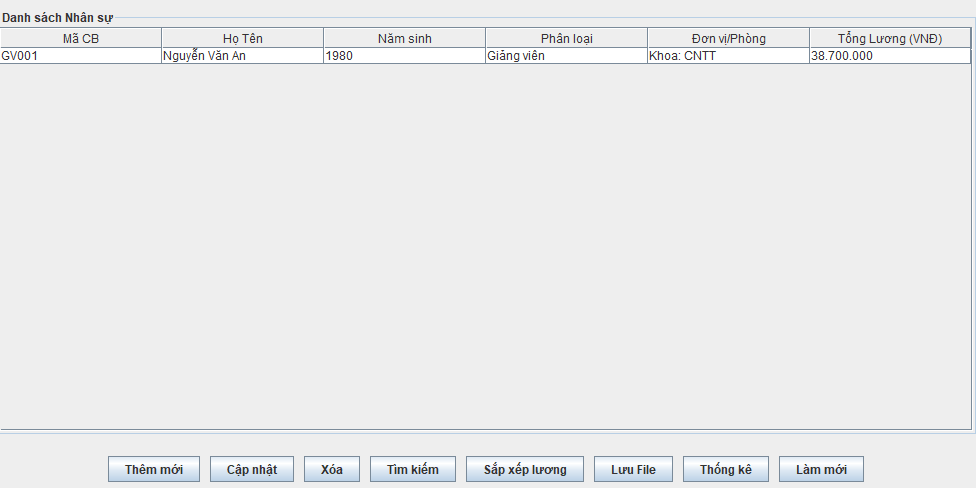 Danh sách Nhân sự
Mã CB Họ Tên Năm sinh Phân loại Đơn vị/Phòng Tổng Lương (VNĐ)
GV001 Nguyễn Văn An 1980 Giảng viên Khoa: CNTT 38.700.000
Thêm mới Cập nhật Xóa Tìm kiếm Sắp xếp lương Lưu File Thống kê Làm mới